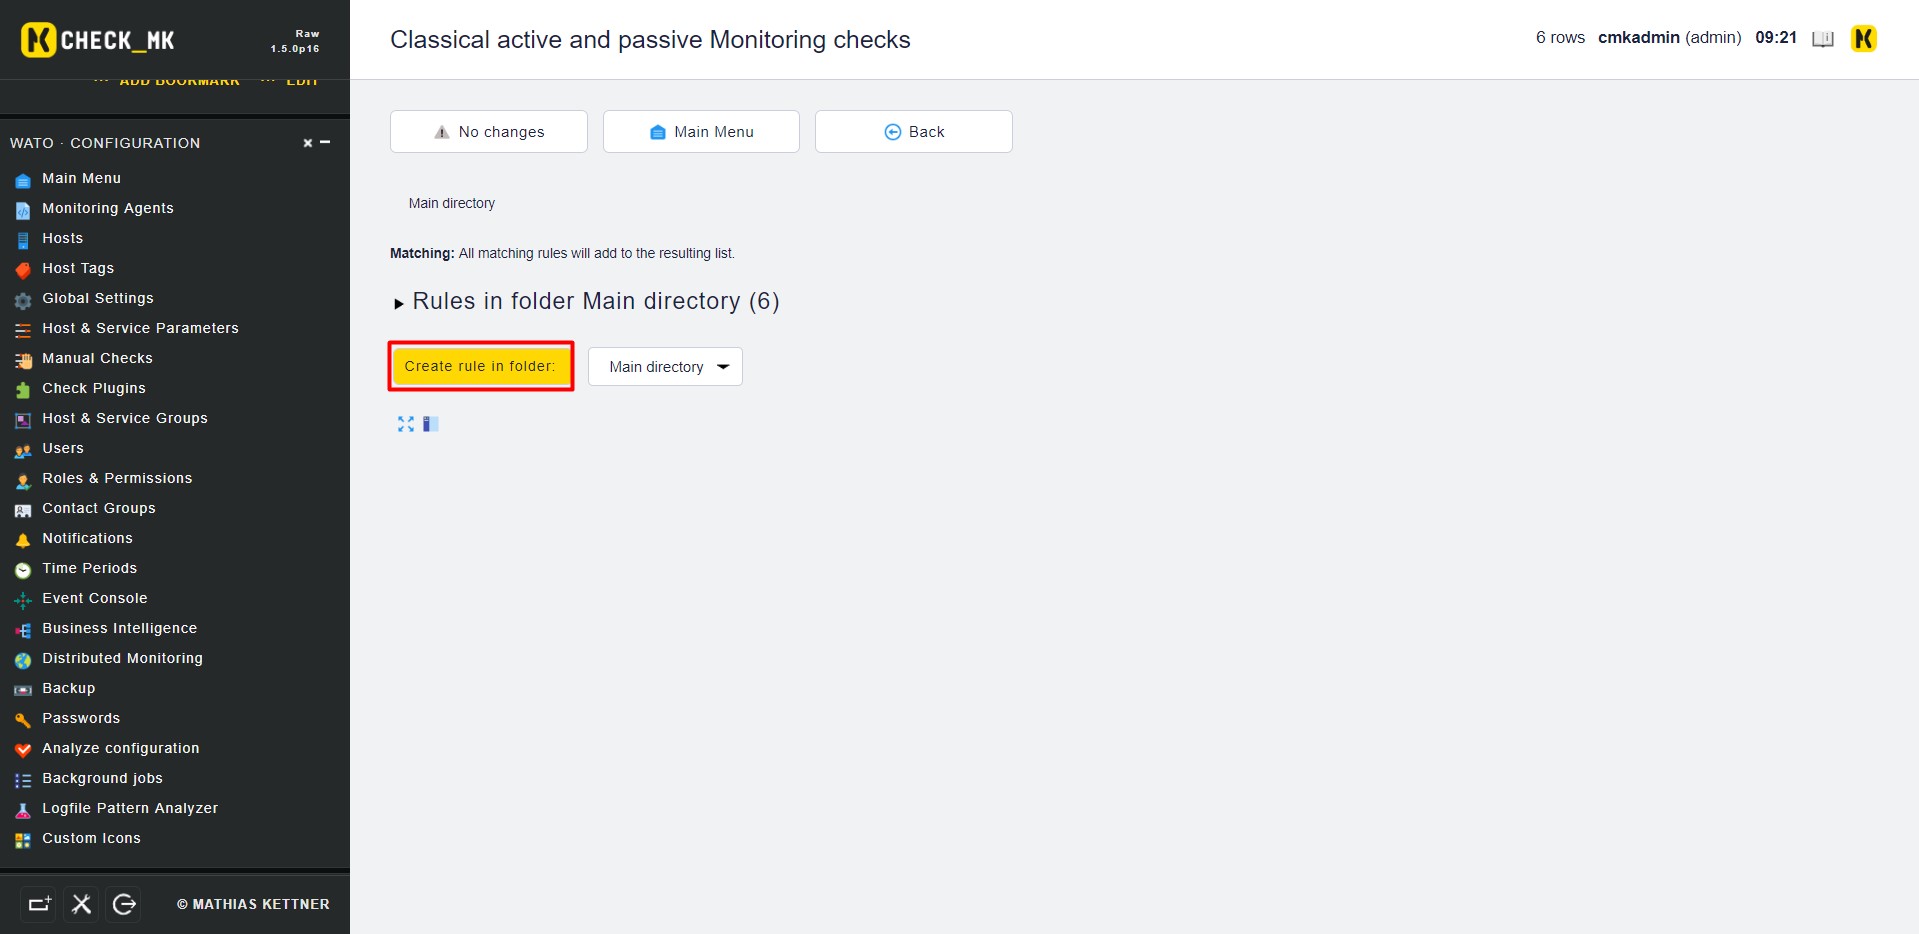 CHECK_MK
Raw
1.5.0p16
ADD BOOKMARK EDIT
WATO · CONFIGURATION
Main Menu
Monitoring Agents
Hosts
Host Tags
Global Settings
Host & Service Parameters
Manual Checks
Check Plugins
Host & Service Groups
Users
Roles & Permissions
Contact Groups
Notifications
Time Periods
Event Console
Business Intelligence
Distributed Monitoring
Backup
Passwords
Analyze configuration
Background jobs
Logfile Pattern Analyzer
Custom Icons
© MATHIAS KETTNER
Classical active and passive Monitoring checks
6 rows cmkadmin (admin) 09:21
No changes Main Menu Back
Main directory
Matching: All matching rules will add to the resulting list.
Rules in folder Main directory (6)
Create rule in folder: Main directory